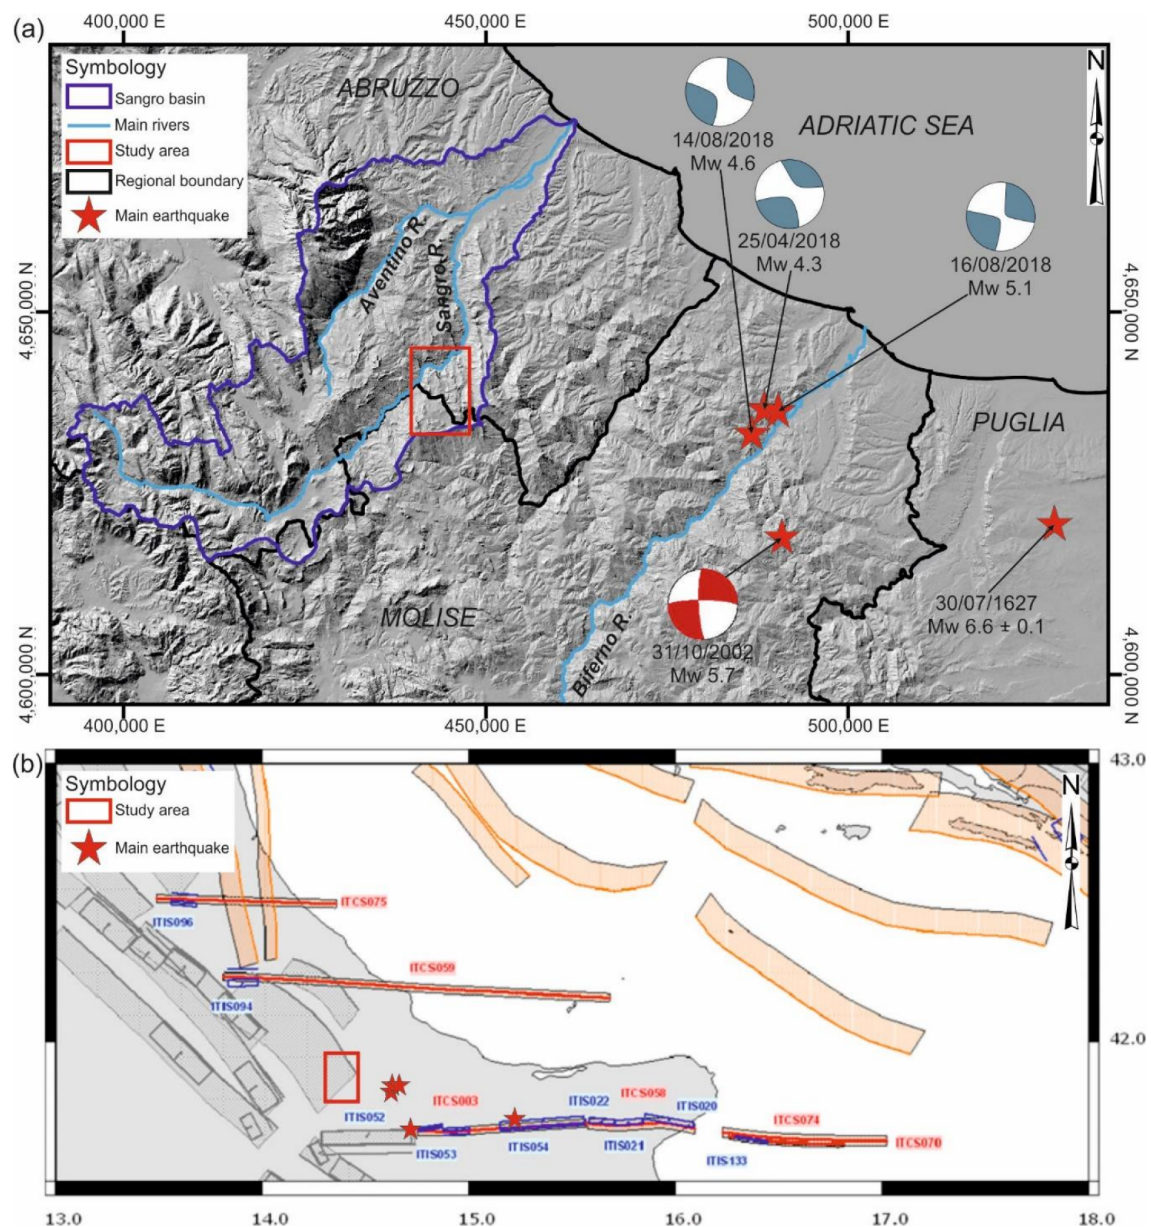 (a)
400,000 E
450,000 E
500,000 E
Symbology
Sangro basin
Main rivers
Study area
Regional boundary
Main earthquake
N
ABRUZZO
ADRIATIC SEA
14/08/2018
Mw 4.6
25/04/2018
Mw 4.3
16/08/2018
Mw 5.1
Aventino R.
Sangro R.
4,650,000 N
4,650,000 N
PUGLIA
MOLISE
30/07/1627
Mw 6.6 ± 0.1
31/10/2002
Mw 5.7
Biferno R.
4,600,000 N
4,600,000 N
400,000 E
450,000 E
500,000 E
(b)
Symbology
Study area
Main earthquake
N
43.0
ITCS075
ITIS096
ITCS059
ITIS094
42.0
ITIS052
ITCS003
ITIS022
ITCS058
ITIS020
ITCS074
ITIS053
ITIS054
ITIS021
ITIS133
ITCS070
13.0
14.0
15.0
16.0
17.0
18.0